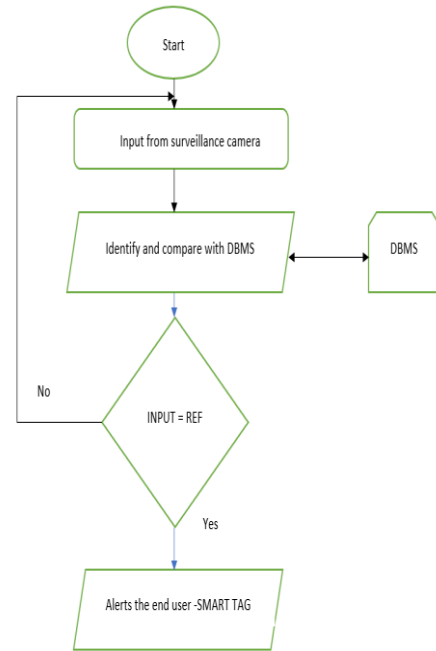 Start
Input from surveillance camera
Identify and compare with DBMS
DBMS
INPUT = REF
No
Yes
Alerts the end user -SMART TAG